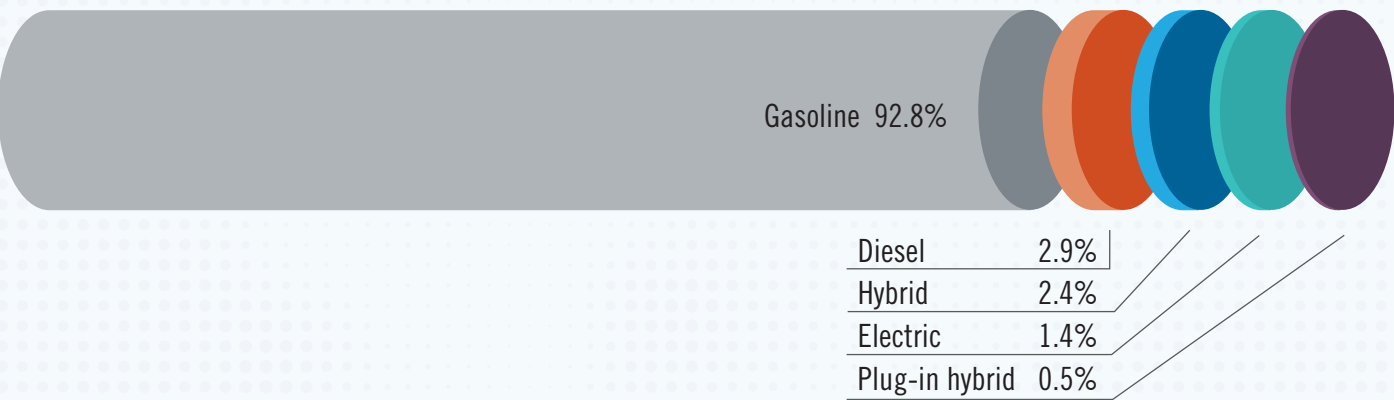 Gasoline 92.8%
Diesel 2.9%
Hybrid 2.4%
Electric 1.4%
Plug-in hybrid 0.5%